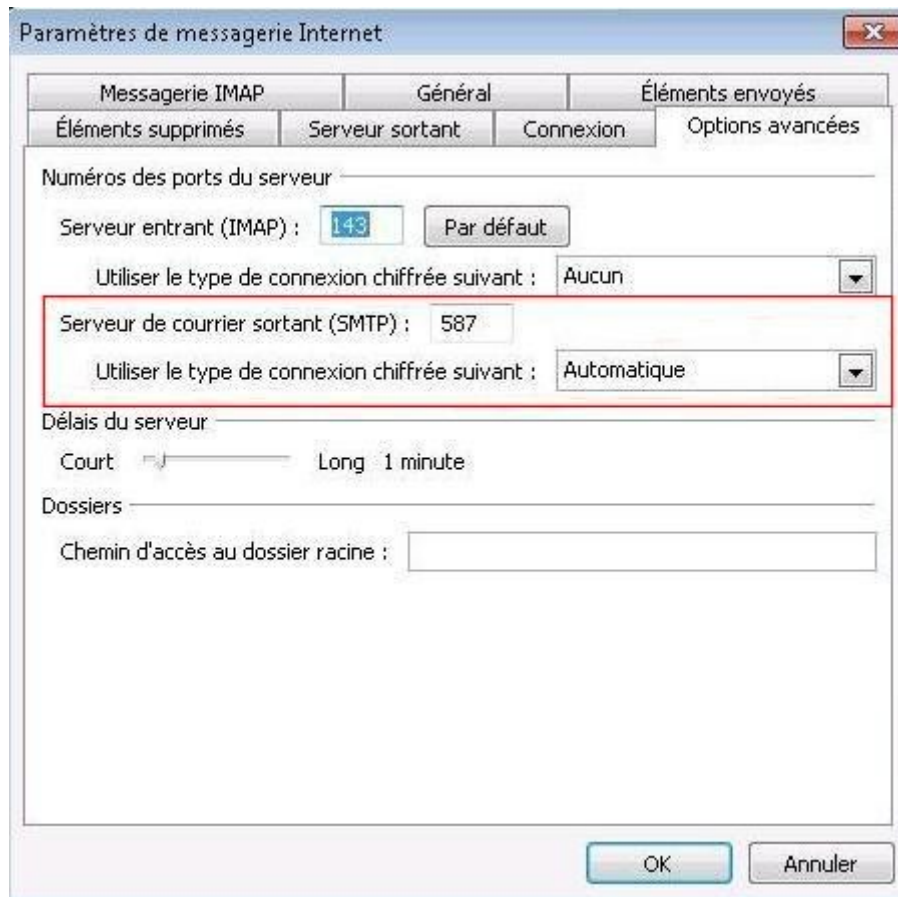 Paramètres de messagerie Internet
Messagerie IMAP Général Éléments envoyés
Éléments supprimés Serveur sortant Connexion Options avancées
Numéros des ports du serveur
Serveur entrant (IMAP) : 143 Par défaut
Utiliser le type de connexion chiffrée suivant : Aucun
Serveur de courrier sortant (SMTP) : 587
Utiliser le type de connexion chiffrée suivant : Automatique
Délais du serveur
Court Long 1 minute
Dossiers
Chemin d'accès au dossier racine :
OK Annuler